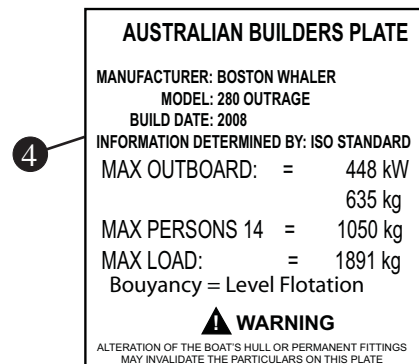 AUSTRALIAN BUILDERS PLATE
MANUFACTURER: BOSTON WHALER
MODEL: 280 OUTRAGE
BUILD DATE: 2008
INFORMATION DETERMINED BY: ISO STANDARD
4
MAX OUTBOARD: = 448 kW
635 kg
MAX PERSONS 14 = 1050 kg
MAX LOAD: = 1891 kg
Bouyancy = Level Flotation
! WARNING
ALTERATION OF THE BOAT'S HULL OR PERMANENT FITTINGS
MAY INVALIDATE THE PARTICULARS ON THIS PLATE